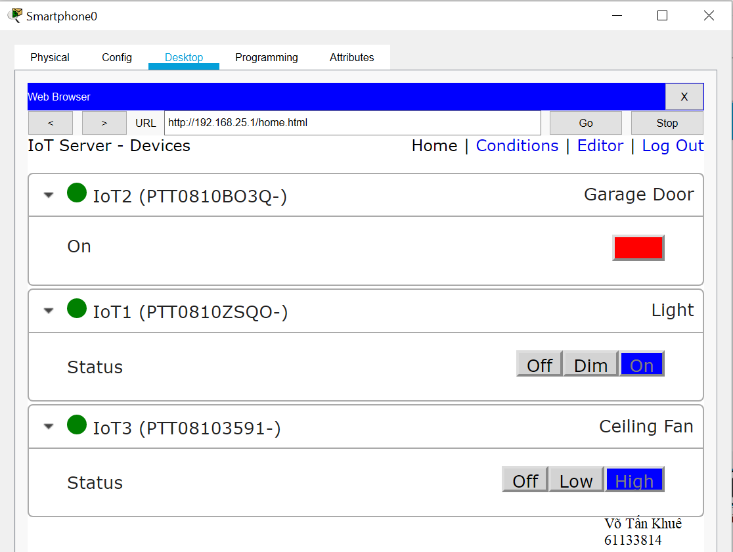 Smartphone0
Physical Config Desktop Programming Attributes
Web Browser X
< > URL http://192.168.25.1/home.html Go Stop
IoT Server - Devices Home | Conditions | Editor | Log Out
IoT2 (PTT0810BO3Q-) Garage Door
On
IoT1 (PTT0810ZSQO-) Light
Status Off Dim On
IoT3 (PTT08103591-) Ceiling Fan
Status Off Low High
Võ Tấn Khuê
61133814